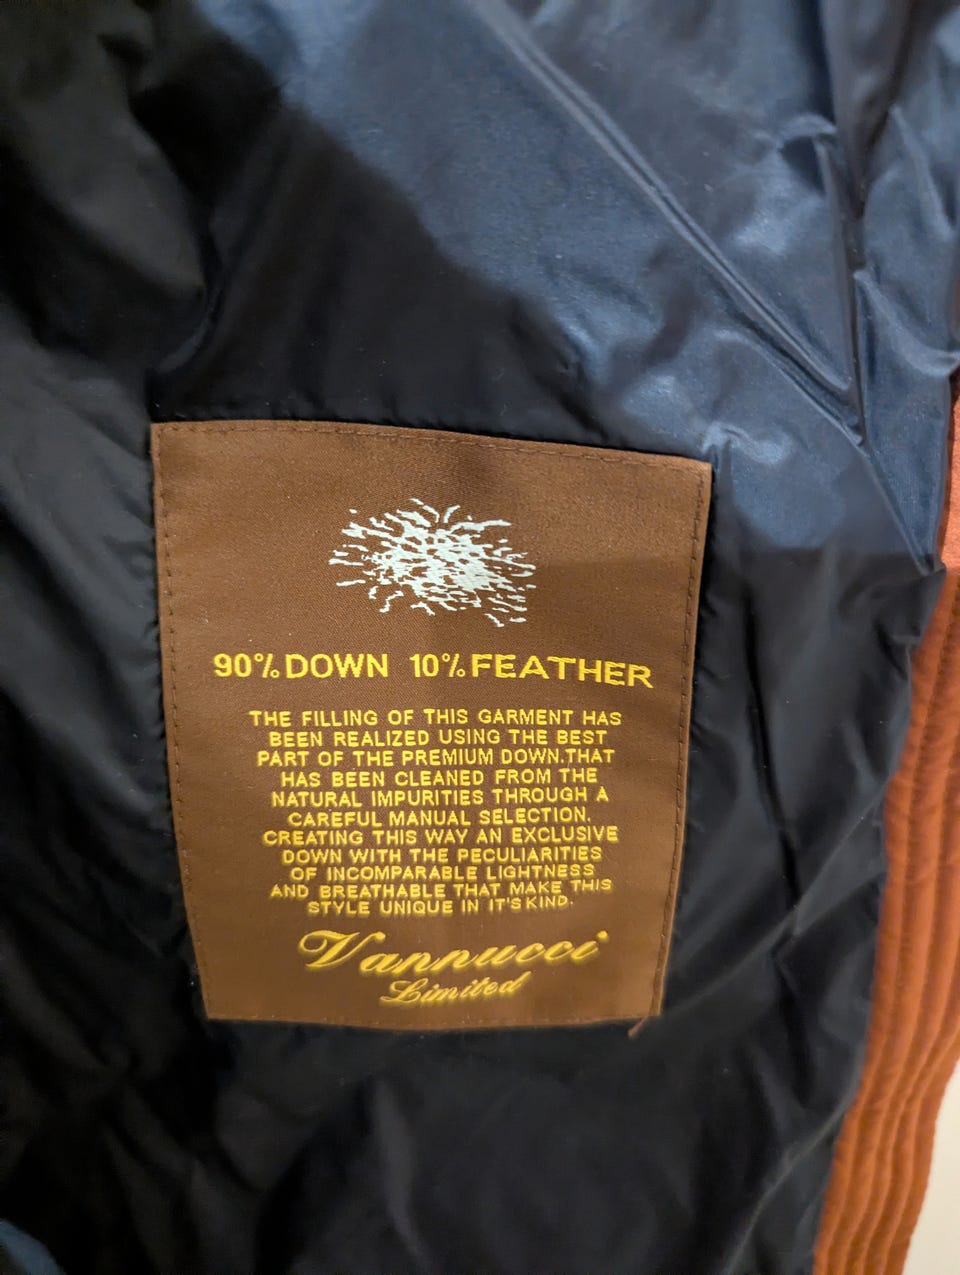 90% DOWN 10% FEATHER
THE FILLING OF THIS GARMENT HAS
BEEN REALIZED USING THE BEST
PART OF THE PREMIUM DOWN.THAT
HAS BEEN CLEANED FROM THE
NATURAL IMPURITIES THROUGH A
CAREFUL MANUAL SELECTION.
CREATING THIS WAY AN EXCLUSIVE
DOWN WITH THE PECULIARITIES
OF INCOMPARABLE LIGHTNESS
AND BREATHABLE THAT MAKE THIS
STYLE UNIQUE IN IT'S KIND.
Vannucci
Limited